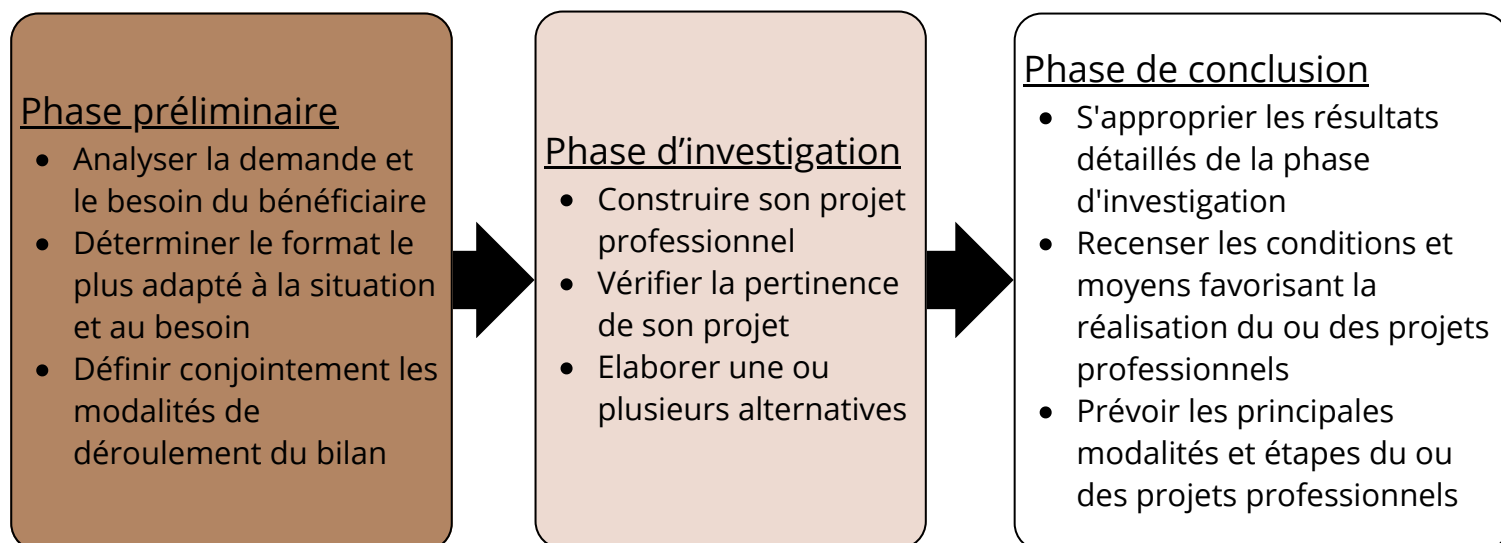 Phase préliminaire
• Analyser la demande et
le besoin du bénéficiaire
• Déterminer le format le
plus adapté à la situation
et au besoin
• Définir conjointement les
modalités de
déroulement du bilan
Phase d’investigation
• Construire son projet
professionnel
• Vérifier la pertinence
de son projet
• Elaborer une ou
plusieurs alternatives
Phase de conclusion
• S'approprier les résultats
détaillés de la phase
d'investigation
• Recenser les conditions et
moyens favorisant la
réalisation du ou des projets
professionnels
• Prévoir les principales
modalités et étapes du ou
des projets professionnels